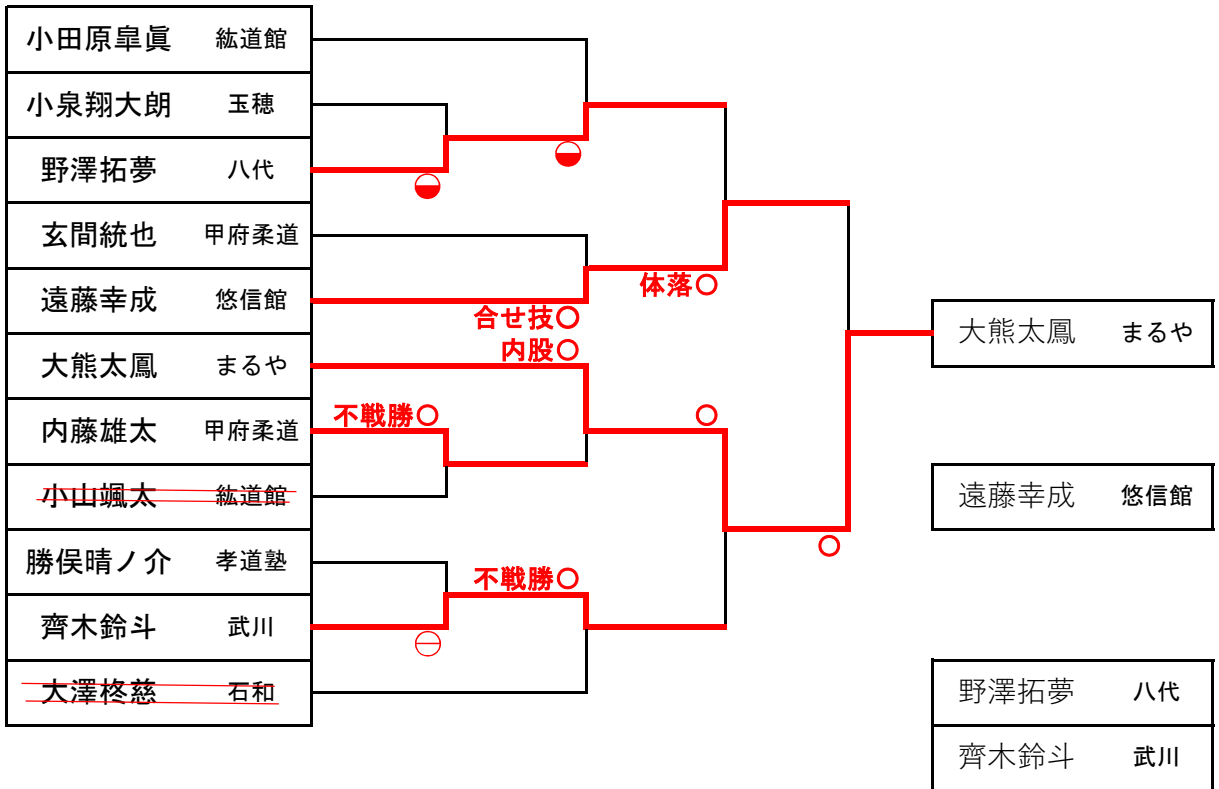 小田原皐眞 紘道館
小泉翔大朗 玉穂
野澤拓夢 八代
玄間統也 甲府柔道
遠藤幸成 悠信館
大熊太鳳 まるや
内藤雄太 甲府柔道
小山颯太 紘道館
勝俣晴ノ介 孝道塾
齊木鈴斗 武川
大澤柊慈 石和
体落○
合せ技○
内股○
不戦勝○
○
○
不戦勝○
大熊太鳳 まるや
遠藤幸成 悠信館
野澤拓夢 八代
齊木鈴斗 武川